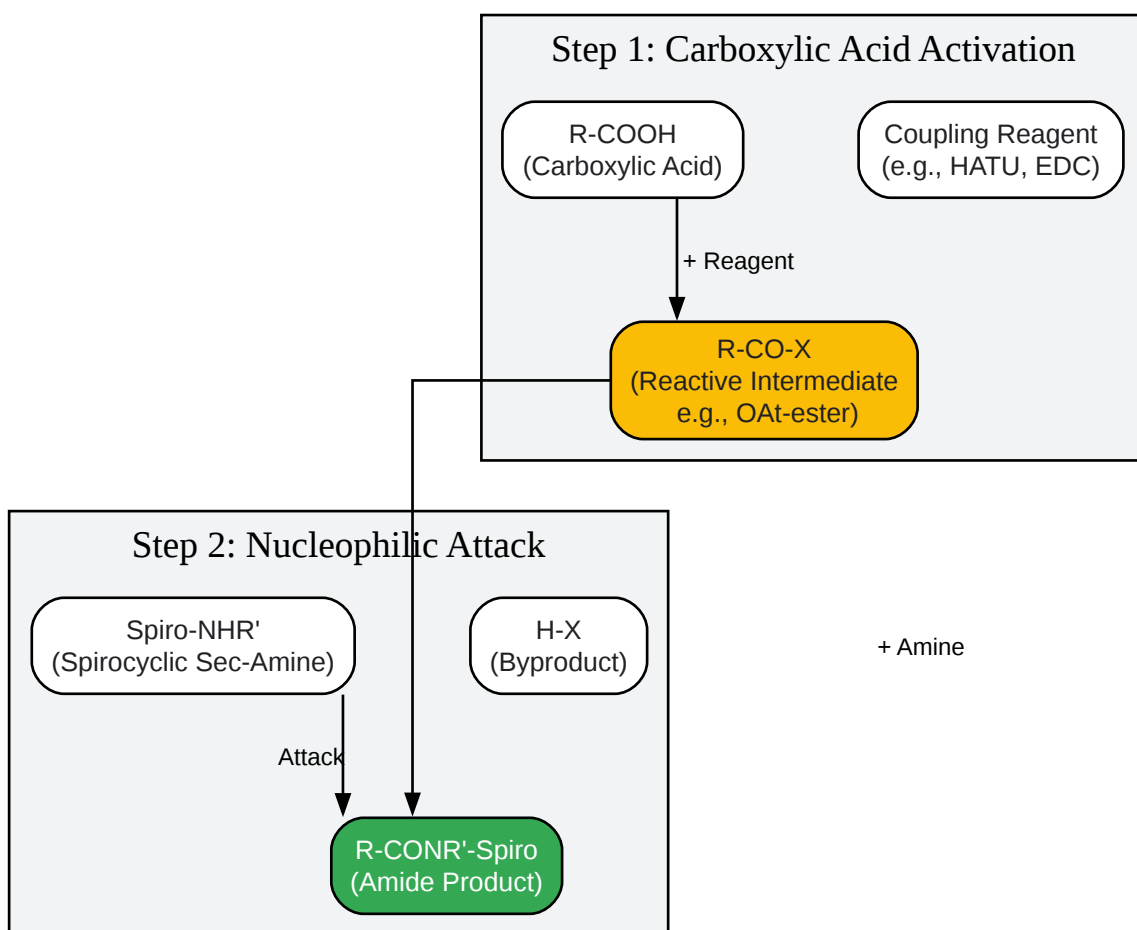 Step 1: Carboxylic Acid Activation
R-COOH
(Carboxylic Acid)
Coupling Reagent
(e.g., HATU, EDC)
+ Reagent
R-CO-X
(Reactive Intermediate
e.g., OAt-ester)
Step 2: Nucleophilic Attack
Spiro-NHR'
(Spirocyclic Sec-Amine)
H-X
(Byproduct)
+ Amine
Attack
R-CONR'-Spiro
(Amide Product)